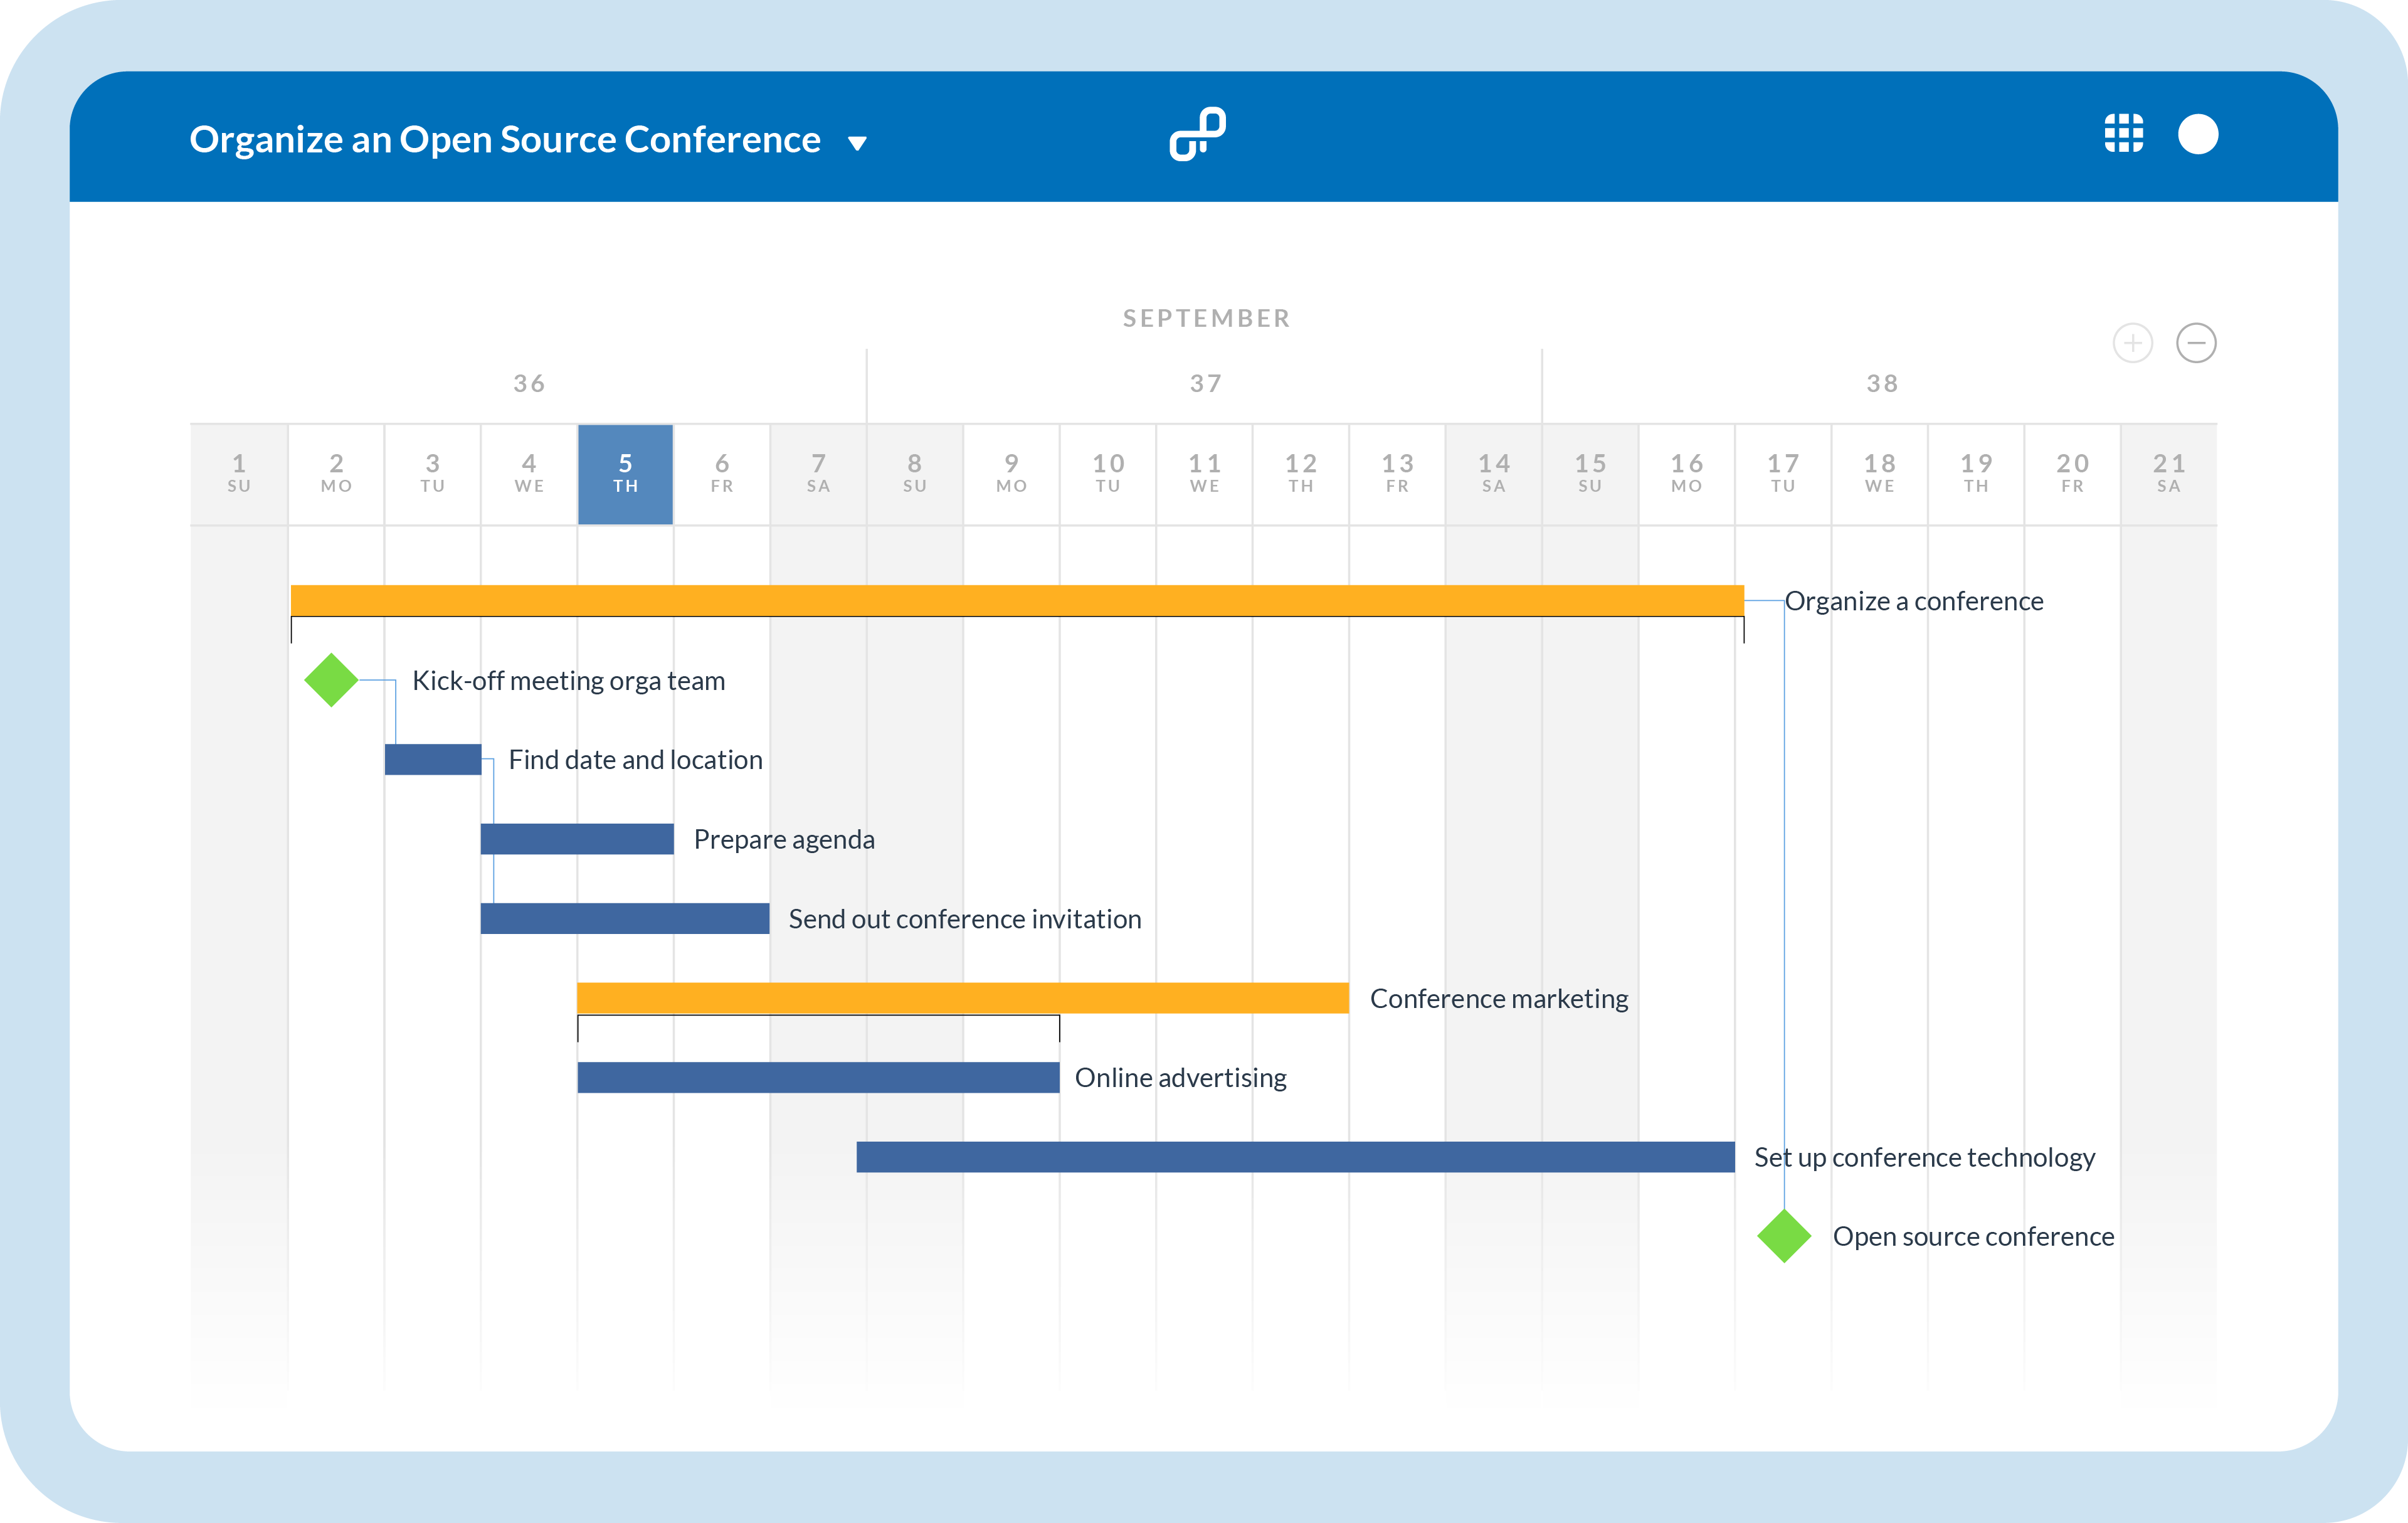 Organize an Open Source Conference
SEPTEMBER
36 37 38
1 2 3 4 5 6 7 8 9 10 11 12 13 14 15 16 17 18 19 20 21
SU MO TU WE TH FR SA SU MO TU WE TH FR SA SU MO TU WE TH FR SA
Organize a conference
Kick-off meeting orga team
Find date and location
Prepare agenda
Send out conference invitation
Conference marketing
Online advertising
Set up conference technology
Open source conference